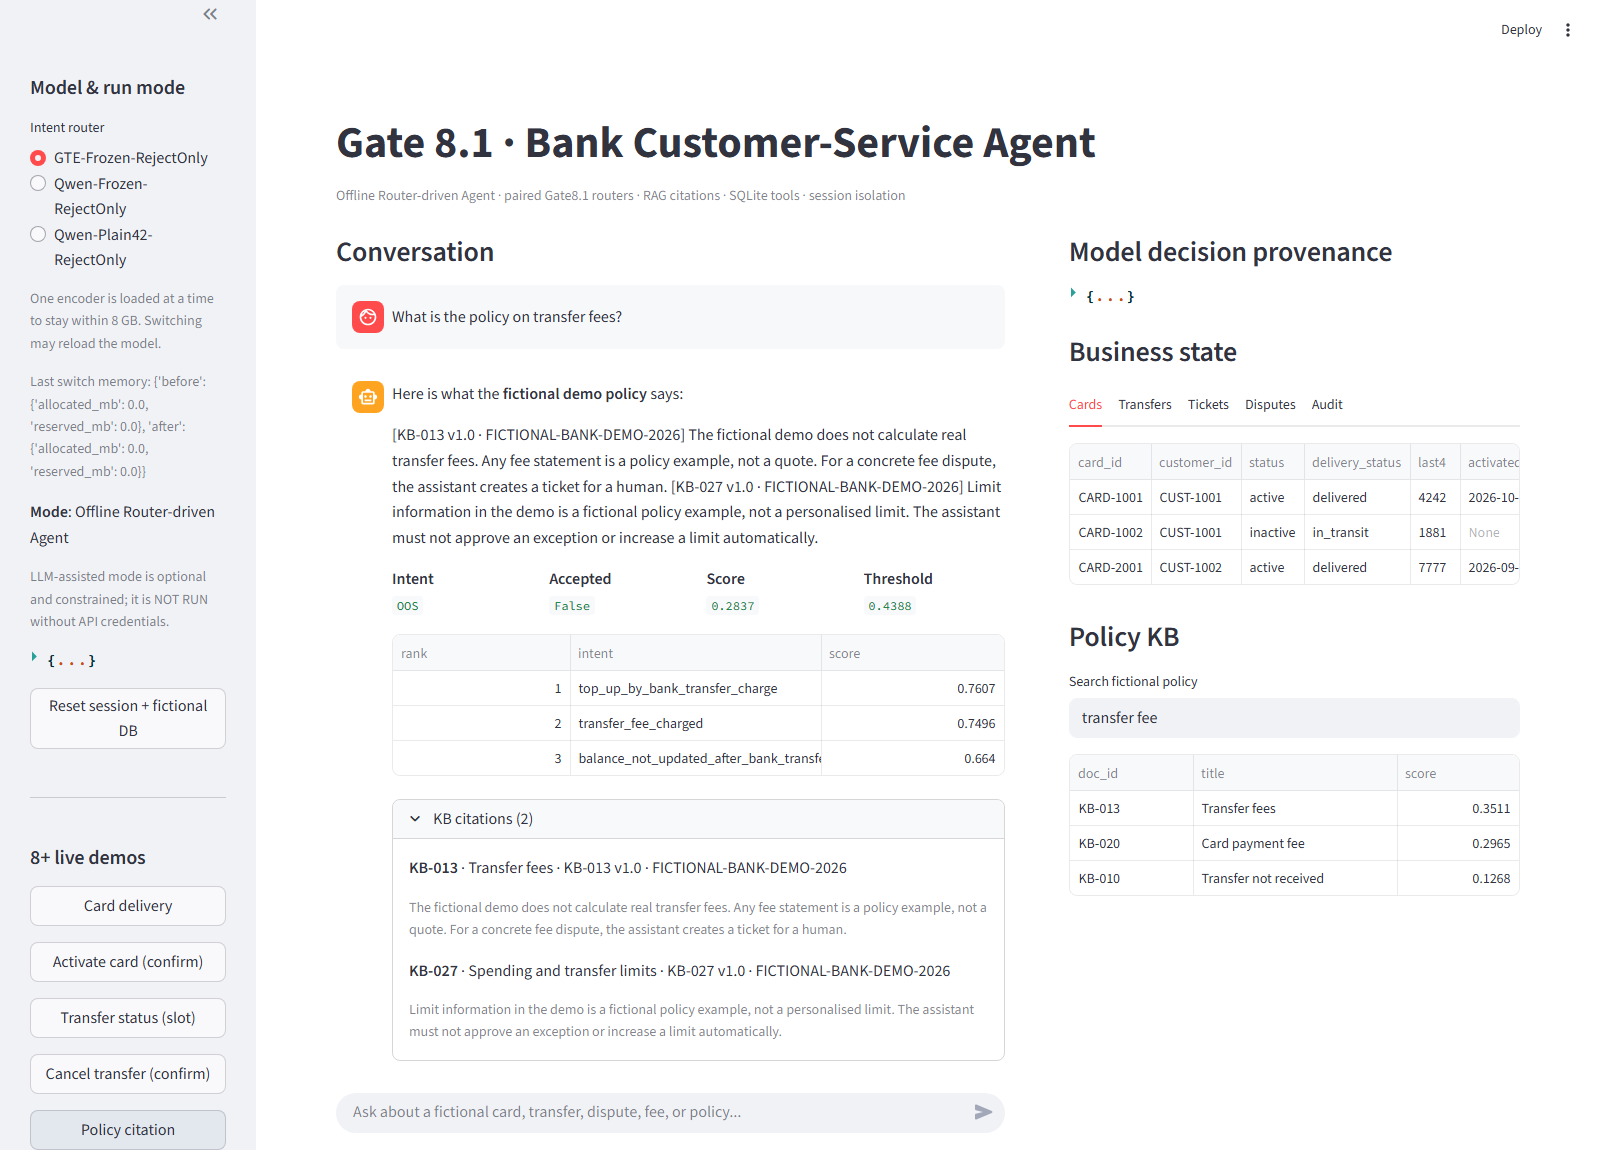 Deploy
Model & run mode
Intent router
GTE-Frozen-RejectOnly
Qwen-Frozen-
RejectOnly
Qwen-Plain42-
RejectOnly
One encoder is loaded at a time
to stay within 8 GB. Switching
may reload the model.
Last switch memory: {'before':
{'allocated_mb': 0.0,
'reserved_mb': 0.0}, 'after':
{'allocated_mb': 0.0,
'reserved_mb': 0.0}}
Mode: Offline Router-driven
Agent
LLM-assisted mode is optional
and constrained; it is NOT RUN
without API credentials.
{...}
Reset session + fictional
DB
8+ live demos
Card delivery
Activate card (confirm)
Transfer status (slot)
Cancel transfer (confirm)
Policy citation
Gate 8.1 · Bank Customer-Service Agent
Offline Router-driven Agent · paired Gate8.1 routers · RAG citations · SQLite tools · session isolation
Conversation
What is the policy on transfer fees?
Here is what the fictional demo policy says:
[KB-013 v1.0 · FICTIONAL-BANK-DEMO-2026] The fictional demo does not calculate real
transfer fees. Any fee statement is a policy example, not a quote. For a concrete fee dispute,
the assistant creates a ticket for a human. [KB-027 v1.0 · FICTIONAL-BANK-DEMO-2026] Limit
information in the demo is a fictional policy example, not a personalised limit. The assistant
must not approve an exception or increase a limit automatically.
Intent Accepted Score Threshold
OOS False 0.2837 0.4388
rank intent score
1 top_up_by_bank_transfer_charge 0.7607
2 transfer_fee_charged 0.7496
3 balance_not_updated_after_bank_transfe 0.664
KB citations (2)
KB-013 · Transfer fees · KB-013 v1.0 · FICTIONAL-BANK-DEMO-2026
The fictional demo does not calculate real transfer fees. Any fee statement is a policy example, not a
quote. For a concrete fee dispute, the assistant creates a ticket for a human.
KB-027 · Spending and transfer limits · KB-027 v1.0 · FICTIONAL-BANK-DEMO-2026
Limit information in the demo is a fictional policy example, not a personalised limit. The assistant
must not approve an exception or increase a limit automatically.
Ask about a fictional card, transfer, dispute, fee, or policy...
Model decision provenance
{...}
Business state
Cards Transfers Tickets Disputes Audit
card_id customer_id status delivery_status last4 activated
CARD-1001 CUST-1001 active delivered 4242 2026-10-
CARD-1002 CUST-1001 inactive in_transit 1881 None
CARD-2001 CUST-1002 active delivered 7777 2026-09-
Policy KB
Search fictional policy
transfer fee
doc_id title score
KB-013 Transfer fees 0.3511
KB-020 Card payment fee 0.2965
KB-010 Transfer not received 0.1268